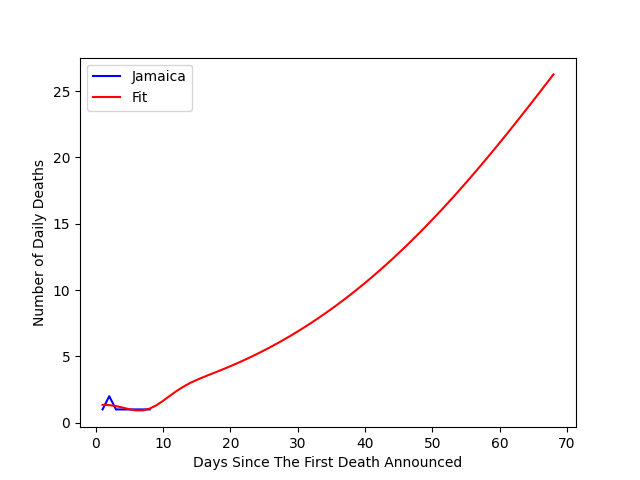 Jamaica
Fit
Number of Daily Deaths
25
20
15
10
5
0
0 10 20 30 40 50 60 70
Days Since The First Death Announced